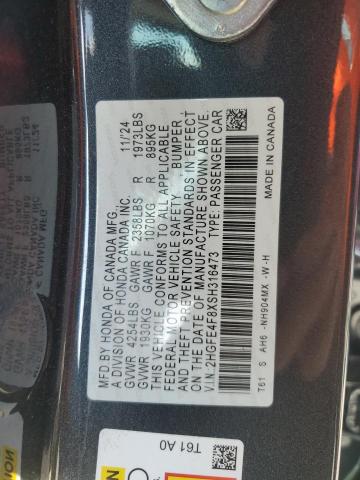 MFD BY HONDA OF CANADA MFG. 11/24
A DIVISION OF HONDA CANADA INC.
GVWR 4254LBS GAWR F 2358LBS R 1973LBS
GVWR 1930KG GAWR F 1070KG R 895KG
THIS VEHICLE CONFORMS TO ALL APPLICABLE
FEDERAL MOTOR VEHICLE SAFETY BUMPER,
AND THEFT PREVENTION STANDARDS IN EFFECT
ON THE DATE OF MANUFACTURE SHOWN ABOVE.
V.I.N. 2HGFE4F8XSH316473 TYPE: PASSENGER CAR
T61 S AH6 -NH904MX -W-H MADE IN CANADA
T61 A0